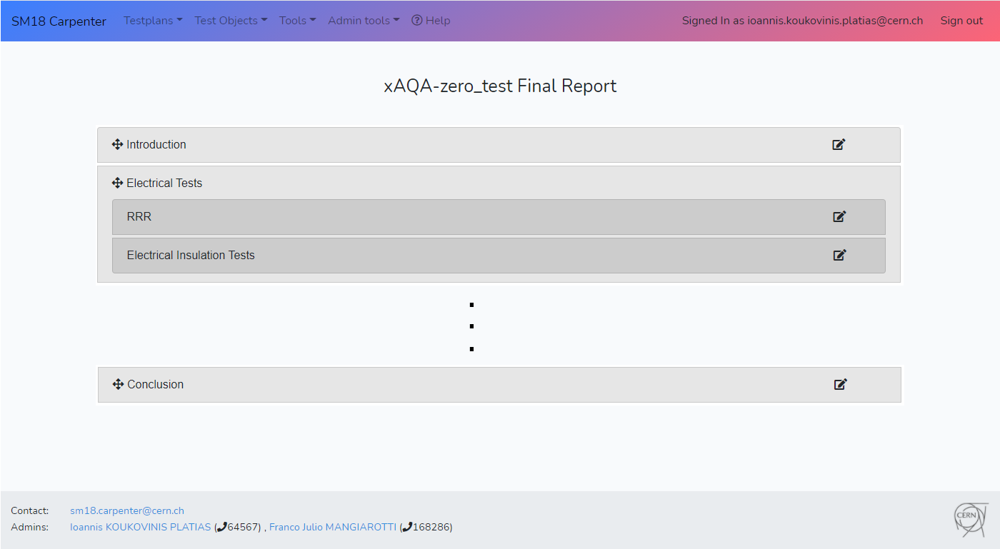 SM18 Carpenter Testplans Test Objects Tools Admin tools Help Signed In as ioannis.koukovinis.platias@cern.ch Sign out
xAQA-zero_test Final Report
Introduction
Electrical Tests
RRR
Electrical Insulation Tests
Conclusion
Contact: sm18.carpenter@cern.ch
Admins: Ioannis KOUKOVINIS PLATIAS (64567) , Franco Julio MANGIAROTTI (168286)
CERN